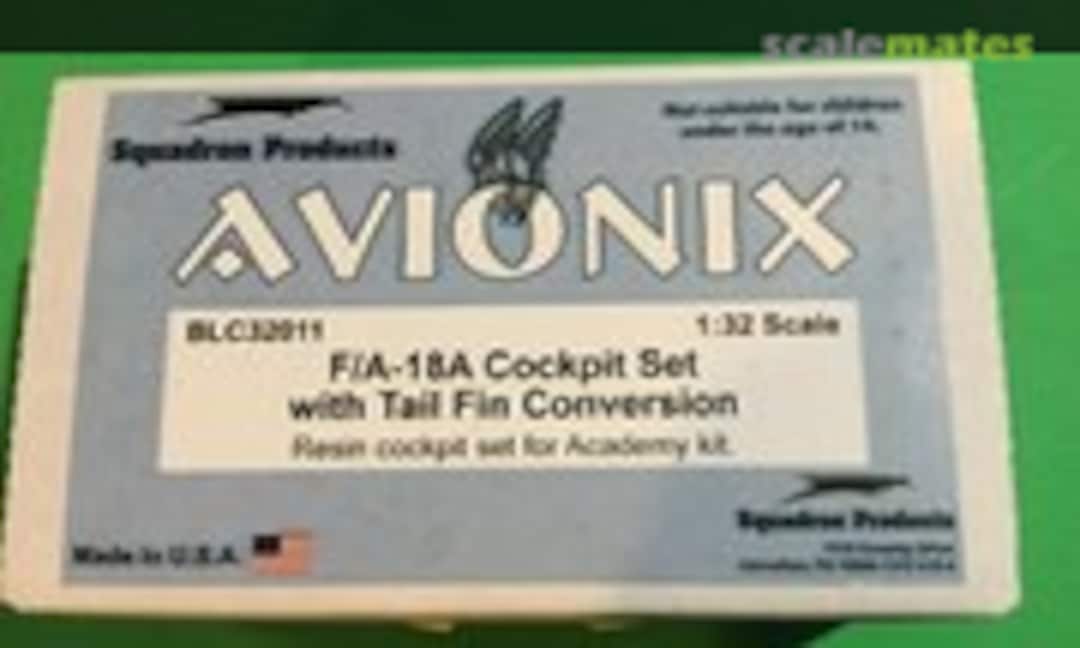 scalemates
Squadron Products
Not suitable for children
under the age of 14.
AVIONIX
BLC32011
1:32 Scale
F/A-18A Cockpit Set
with Tail Fin Conversion
Resin cockpit set for Academy kit.
Made in U.S.A.
Squadron Products